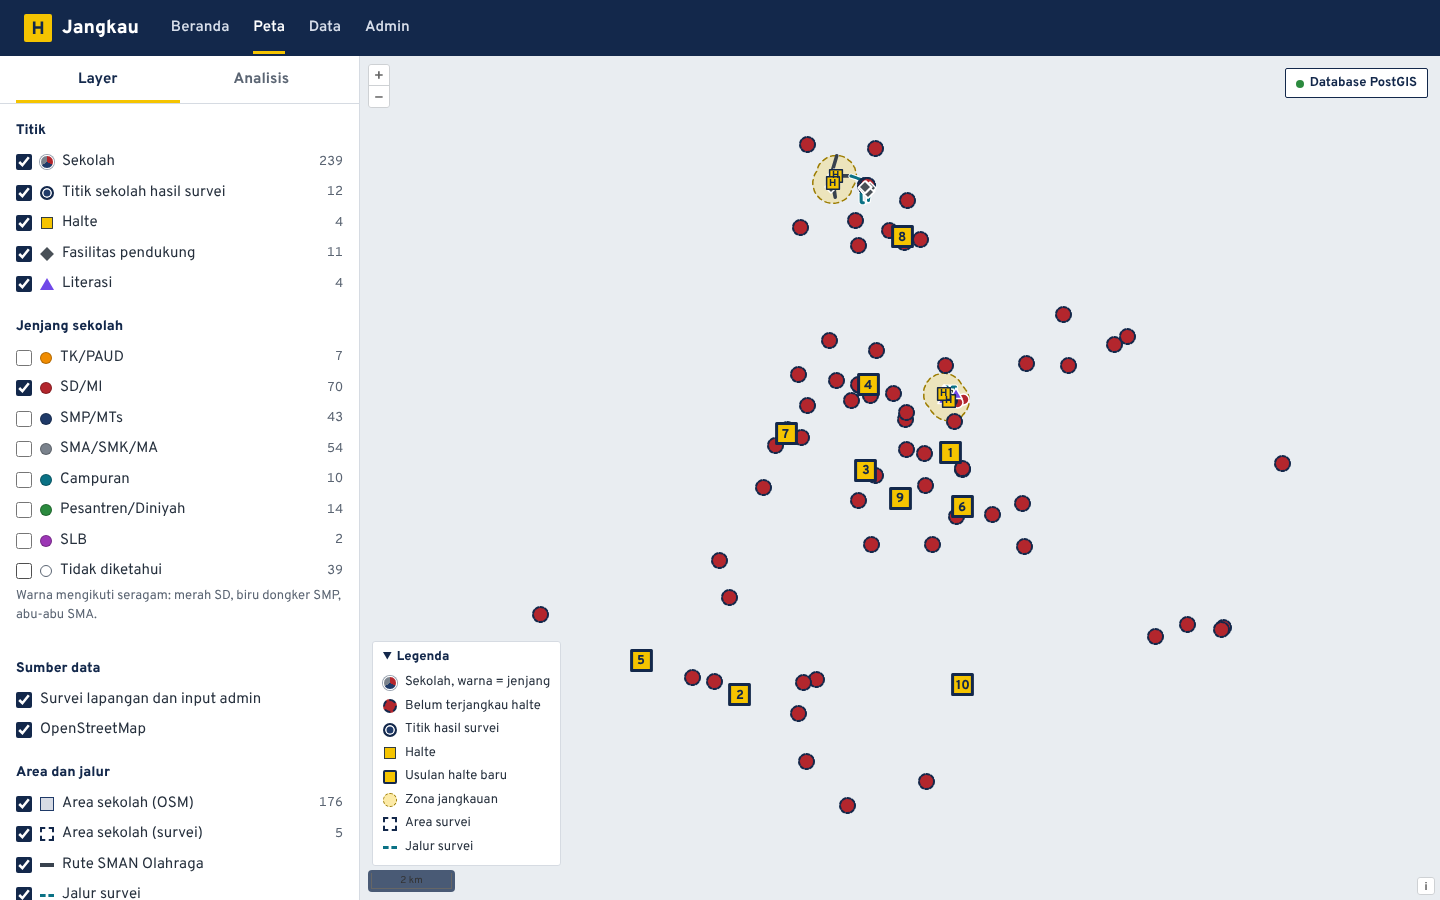 H Jangkau Beranda Peta Data Admin
Layer Analisis
Titik
Sekolah 239
Titik sekolah hasil survei 12
Halte 4
Fasilitas pendukung 11
Literasi 4
Jenjang sekolah
TK/PAUD 7
SD/MI 70
SMP/MTs 43
SMA/SMK/MA 54
Campuran 10
Pesantren/Diniyah 14
SLB 2
Tidak diketahui 39
Warna mengikuti seragam: merah SD, biru dongker SMP,
abu-abu SMA.
Sumber data
Survei lapangan dan input admin
OpenStreetMap
Area dan jalur
Area sekolah (OSM) 176
Area sekolah (survei) 5
Rute SMAN Olahraga
Jalur survei
+
−
Database PostGIS
H
H
8
4
H
H
7
1
3
9
6
5
2
10
▼ Legenda
Sekolah, warna = jenjang
Belum terjangkau halte
Titik hasil survei
Halte
Usulan halte baru
Zona jangkauan
Area survei
Jalur survei
2 km
i